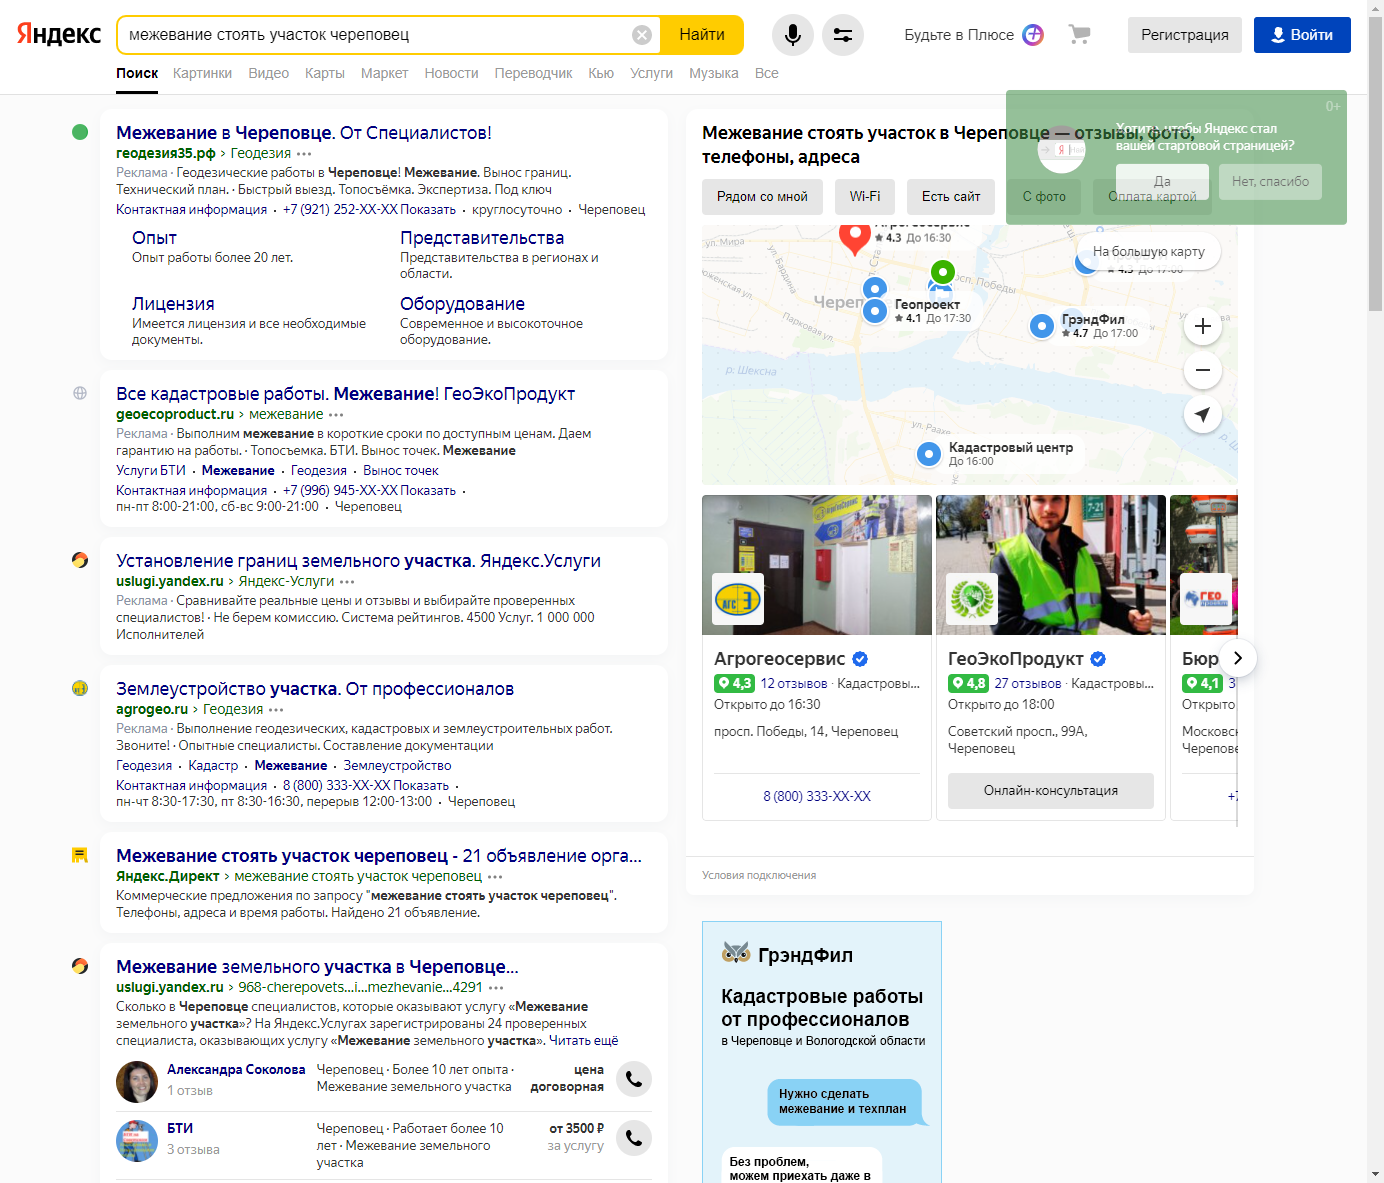 Яндекс
межевание стоять участок череповец
Найти
Будьте в Плюсе
Регистрация
Войти
Поиск Картинки Видео Карты Маркет Новости Переводчик Кью Услуги Музыка Все
Межевание в Череповце. От Специалистов!
геодезия35.рф › Геодезия
Реклама · Геодезические работы в Череповце! Межевание. Вынос границ.
Технический план. · Быстрый выезд. Топосъёмка. Экспертиза. Под ключ
Контактная информация · +7 (921) 252-XX-XX Показать · круглосуточно · Череповец
Опыт
Опыт работы более 20 лет.
Представительства
Представительства в регионах и
области.
Лицензия
Имеется лицензия и все необходимые
документы.
Оборудование
Современное и высокоточное
оборудование.
Все кадастровые работы. Межевание! ГеоЭкоПродукт
geoecoproduct.ru › межевание
Реклама · Выполним межевание в короткие сроки по доступным ценам. Даем
гарантию на работы. · Топосъемка. БТИ. Вынос точек. Межевание
Услуги БТИ · Межевание · Геодезия · Вынос точек
Контактная информация · +7 (996) 945-XX-XX Показать ·
пн-пт 8:00-21:00, сб-вс 9:00-21:00 · Череповец
Установление границ земельного участка. Яндекс.Услуги
uslugi.yandex.ru › Яндекс-Услуги
Реклама · Сравнивайте реальные цены и отзывы и выбирайте проверенных
специалистов! · Не берем комиссию. Система рейтингов. 4500 Услуг. 1 000 000
Исполнителей
Землеустройство участка. От профессионалов
agrogeo.ru › Геодезия
Реклама · Выполнение геодезических, кадастровых и землеустроительных работ.
Звоните! · Опытные специалисты. Составление документации
Геодезия · Кадастр · Межевание · Землеустройство
Контактная информация · 8 (800) 333-XX-XX Показать ·
пн-чт 8:30-17:30, пт 8:30-16:30, перерыв 12:00-13:00 · Череповец
Межевание стоять участок череповец - 21 объявление орга...
Яндекс.Директ › межевание стоять участок череповец
Коммерческие предложения по запросу "межевание стоять участок череповец".
Телефоны, адреса и время работы. Найдено 21 объявление.
Межевание земельного участка в Череповце...
uslugi.yandex.ru › 968-cherepovets...i...mezhevanie...4291
Сколько в Череповце специалистов, которые оказывают услугу «Межевание
земельного участка»? На Яндекс.Услугах зарегистрированы 24 проверенных
специалиста, оказывающих услугу «Межевание земельного участка». Читать ещё
Александра Соколова
1 отзыв
Череповец · Более 10 лет опыта ·
Межевание земельного участка
цена
договорная
БТИ
3 отзыва
Череповец · Работает более 10
лет · Межевание земельного
участка
от 3500 ₽
за услугу
Межевание стоять участок в Череповце — отзывы, фото,
телефоны, адреса
0+
Хотите, чтобы Яндекс стал
вашей стартовой страницей?
Да
Нет, спасибо
Рядом со мной
Wi-Fi
Есть сайт
С фото
Оплата картой
На большую карту
Агрогеосервис
4.3 До 16:30
ул. Мира
ул. Бардина
Парковая ул.
Геопроект
4.1 До 17:30
ГрэндФил
4.7 До 17:00
р. Шексна
Кадастровый центр
До 16:00
Агрогеосервис
4,3 12 отзывов · Кадастровы...
Открыто до 16:30
просп. Победы, 14, Череповец
8 (800) 333-XX-XX
ГеоЭкоПродукт
4,8 27 отзывов · Кадастровы...
Открыто до 18:00
Советский просп., 99А,
Череповец
Онлайн-консультация
Бюр
4,1 3
Открыто
Московск
Черепове
+7
Условия подключения
ГрэндФил
Кадастровые работы
от профессионалов
в Череповце и Вологодской области
Нужно сделать
межевание и техплан
Без проблем,
можем приехать даже в